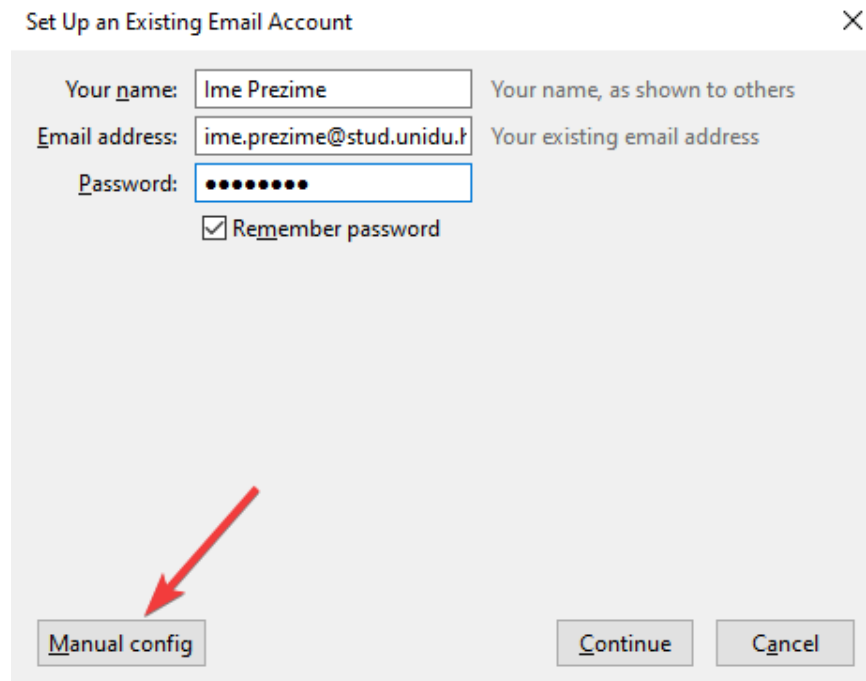 Set Up an Existing Email Account
Your name: Ime Prezime Your name, as shown to others
Email address: ime.prezime@stud.unidu.h Your existing email address
Password: ●●●●●●●●
Remember password
Manual config Continue Cancel